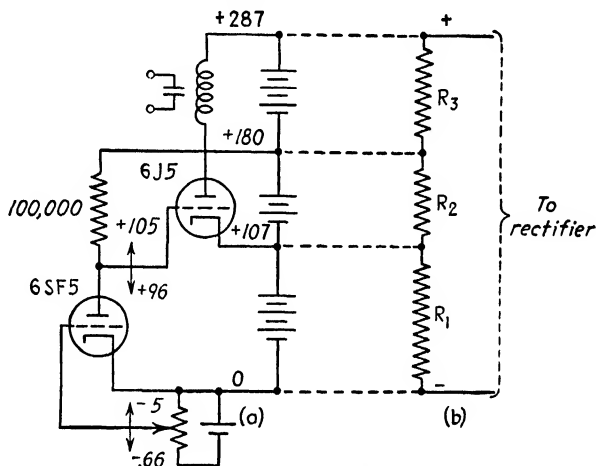 +287
+
R3
+180
6J5
100,000
R2
To
rectifier
+105
+107
+96
6SF5
R1
0
-
-5
(a)
(b)
-.66